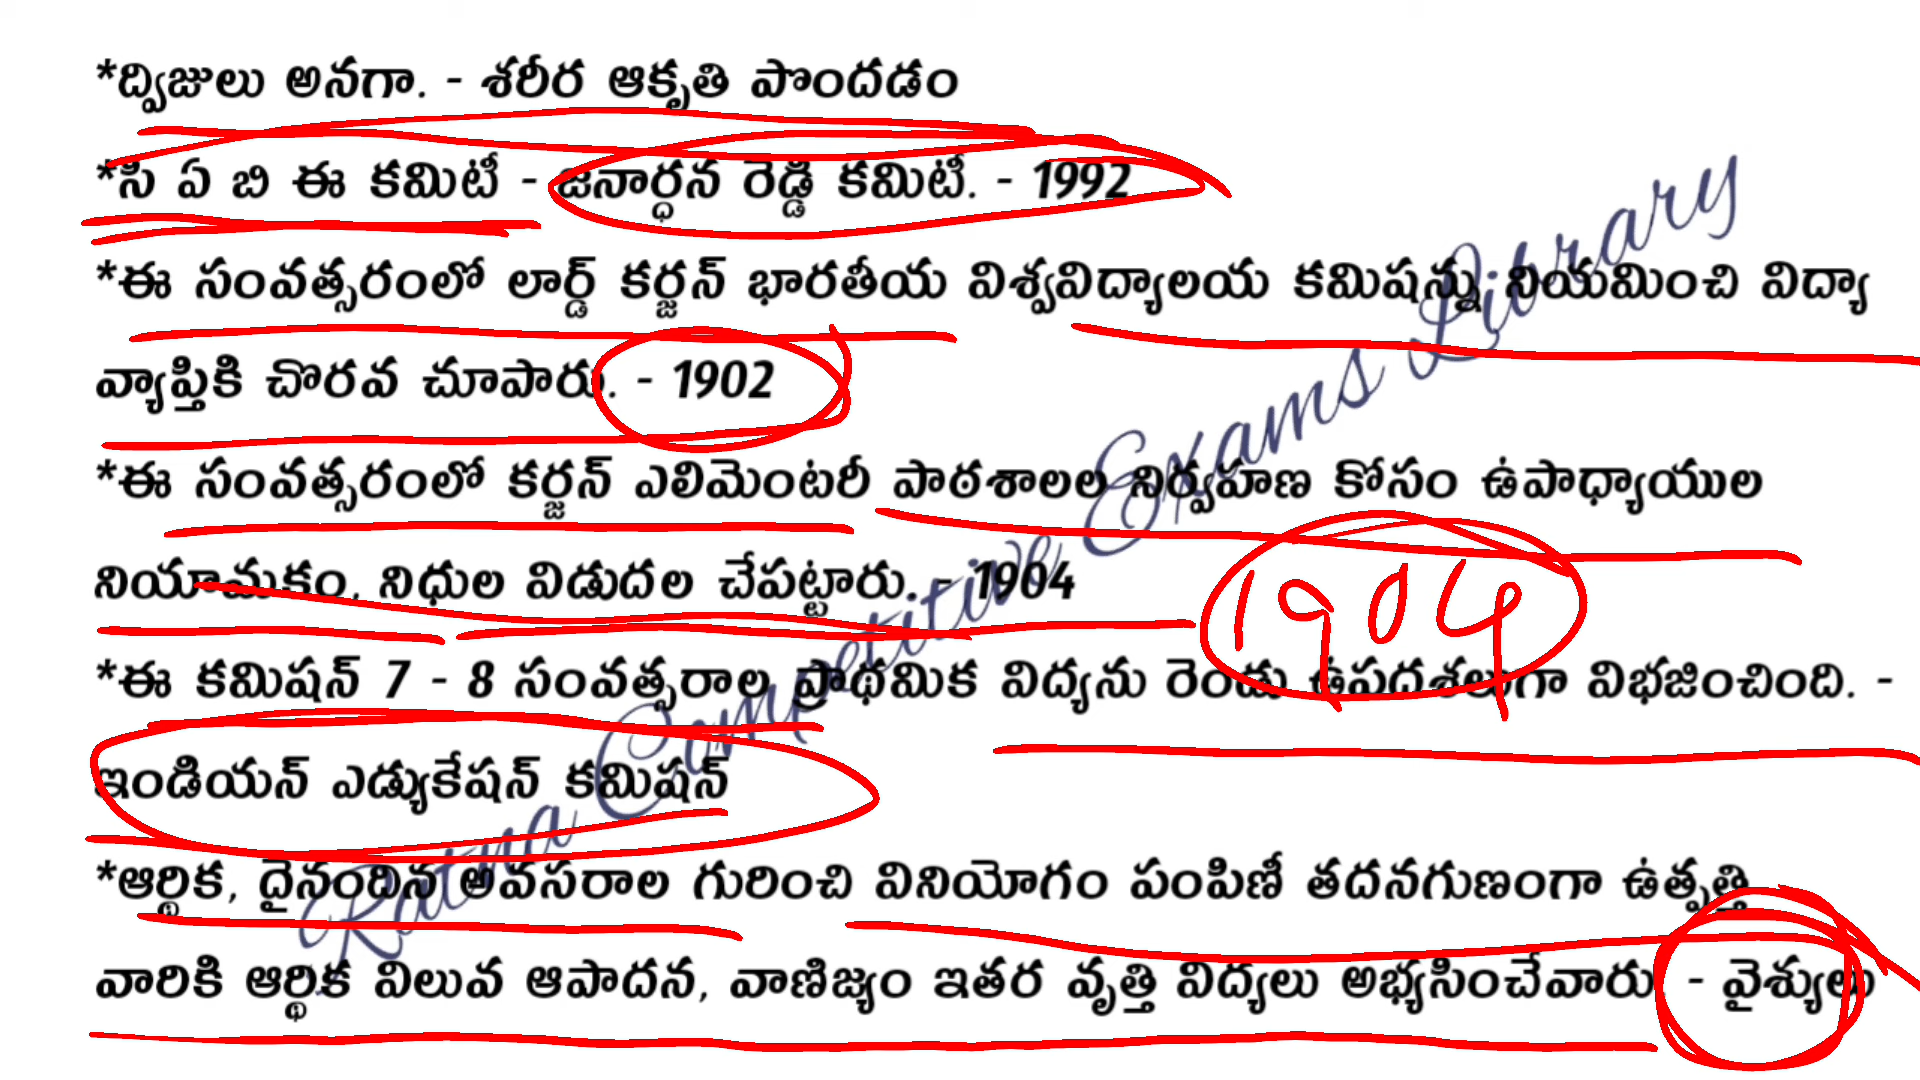 *ద్విజులు అనగా. - శరీర ఆకృతి పొందడం
*సి ఏ బి ఈ కమిటీ - జనార్ధన రెడ్డి కమిటీ. - 1992
*ఈ సంవత్సరంలో లార్డ్ కర్జన్ భారతీయ విశ్వవిద్యాలయ కమిషన్ను నియమించి విద్యా
వ్యాప్తికి చొరవ చూపారు. - 1902
*ఈ సంవత్సరంలో కర్జన్ ఎలిమెంటరీ పాఠశాలల నిర్వహణ కోసం ఉపాధ్యాయుల
నియామకం, నిధుల విడుదల చేపట్టారు. - 1904
1904
*ఈ కమిషన్ 7 - 8 సంవత్సరాల ప్రాథమిక విద్యను రెండు ఉపదశలుగా విభజించింది. -
ఇండియన్ ఎడ్యుకేషన్ కమిషన్
*ఆర్థిక, దైనందిన అవసరాల గురించి వినియోగం పంపిణీ తదనగుణంగా ఉత్పత్తి
వారికి ఆర్థిక విలువ ఆపాదన, వాణిజ్యం ఇతర వృత్తి విద్యలు అభ్యసించేవారు - వైశ్యులు
Ratna Competitive Exams Library